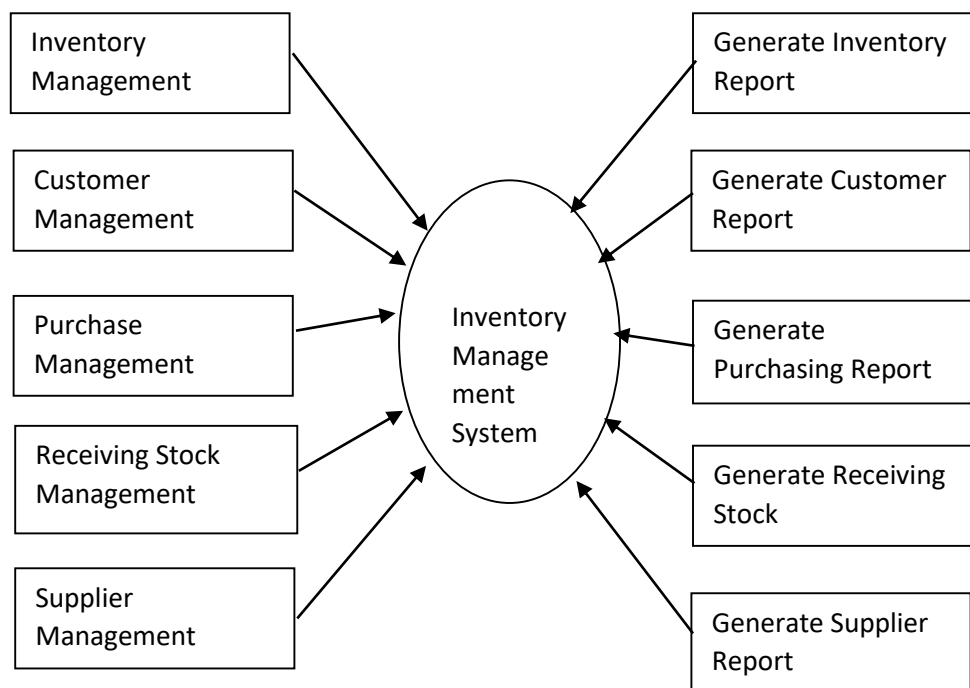 Inventory
Management
Customer
Management
Purchase
Management
Receiving Stock
Management
Supplier
Management
Inventory
Manage
ment
System
Generate Inventory
Report
Generate Customer
Report
Generate
Purchasing Report
Generate Receiving
Stock
Generate Supplier
Report